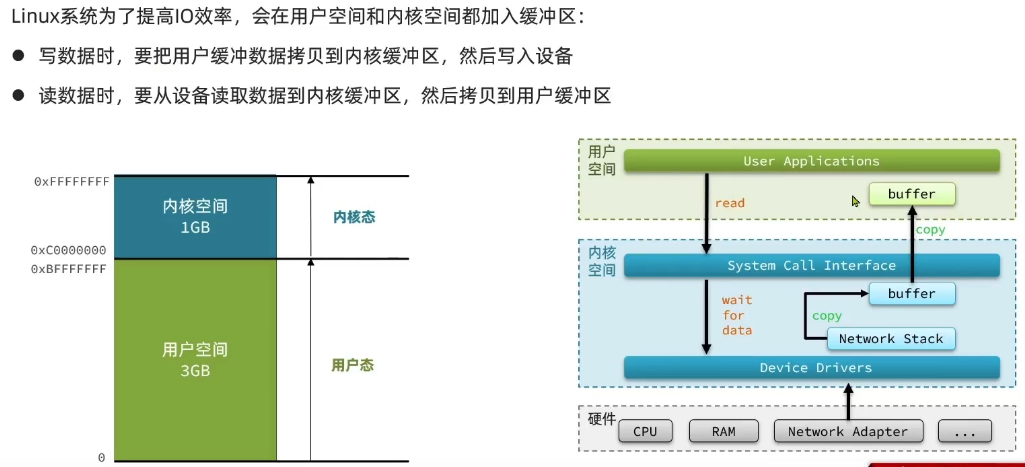 Linux系统为了提高IO效率，会在用户空间和内核空间都加入缓冲区：
● 写数据时，要把用户缓冲数据拷贝到内核缓冲区，然后写入设备
● 读数据时，要从设备读取数据到内核缓冲区，然后拷贝到用户缓冲区
0xFFFFFFFF
内核空间
1GB
内核态
0xC0000000
0xBFFFFFFF
用户空间
3GB
用户态
0
用户
空间
User Applications
buffer
read
copy
内核
空间
System Call Interface
buffer
wait
for
data
copy
Network Stack
Device Drivers
硬件
CPU
RAM
Network Adapter
...